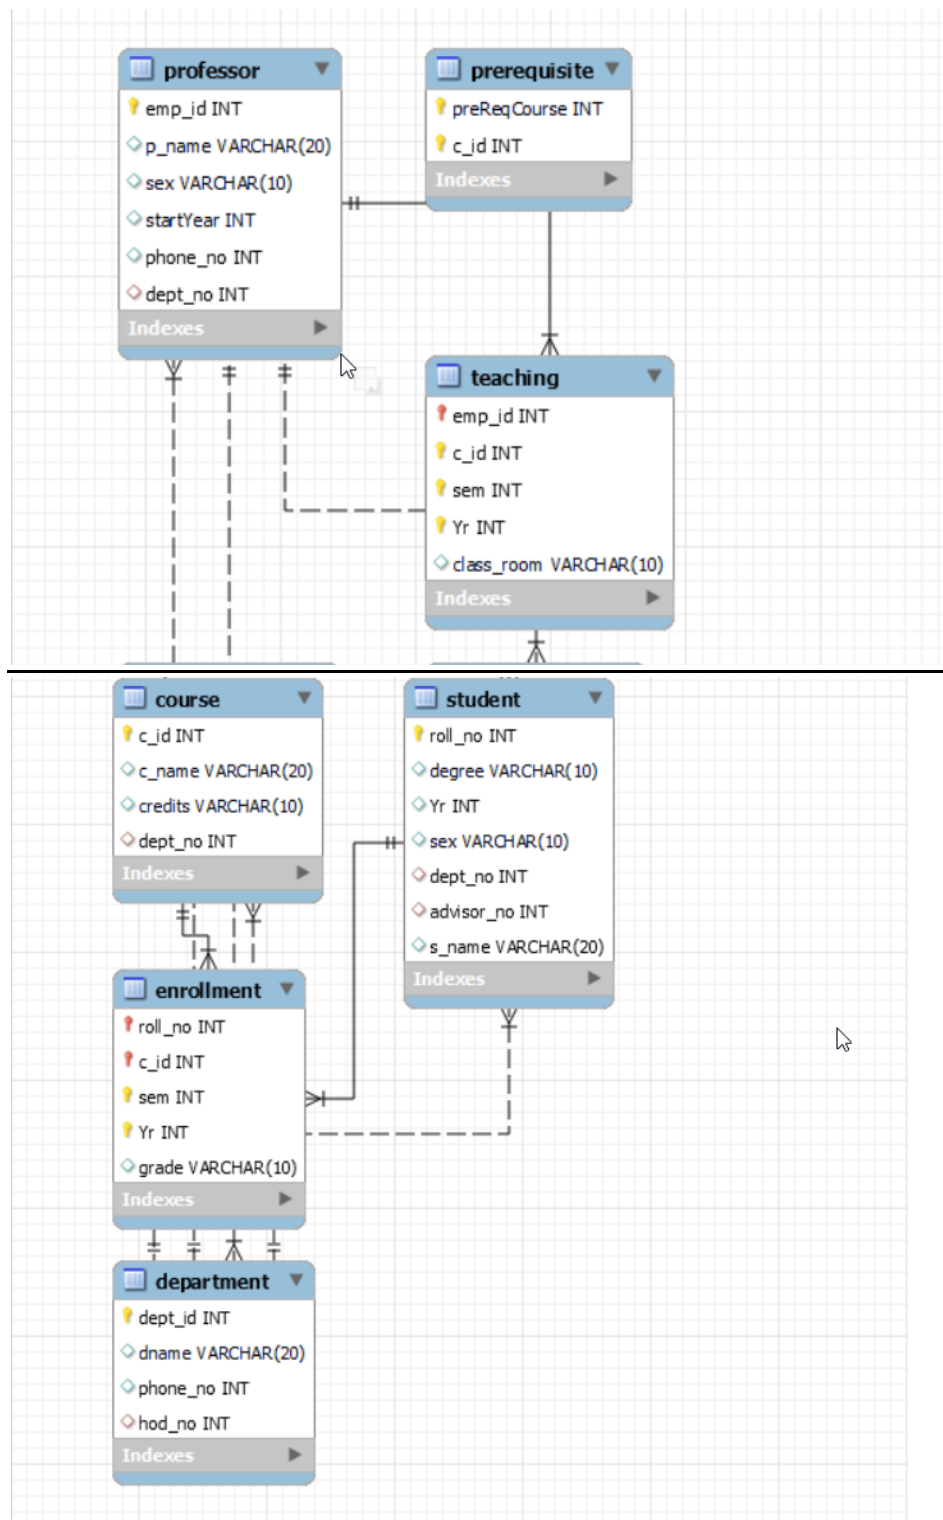 professor
emp_id INT
p_name VARCHAR(20)
sex VARCHAR(10)
startYear INT
phone_no INT
dept_no INT
Indexes
prerequisite
preReqCourse INT
c_id INT
Indexes
teaching
emp_id INT
c_id INT
sem INT
Yr INT
class_room VARCHAR(10)
Indexes
course
c_id INT
c_name VARCHAR(20)
credits VARCHAR(10)
dept_no INT
Indexes
student
roll_no INT
degree VARCHAR(10)
Yr INT
sex VARCHAR(10)
dept_no INT
advisor_no INT
s_name VARCHAR(20)
Indexes
enrollment
roll_no INT
c_id INT
sem INT
Yr INT
grade VARCHAR(10)
Indexes
department
dept_id INT
dname VARCHAR(20)
phone_no INT
hod_no INT
Indexes